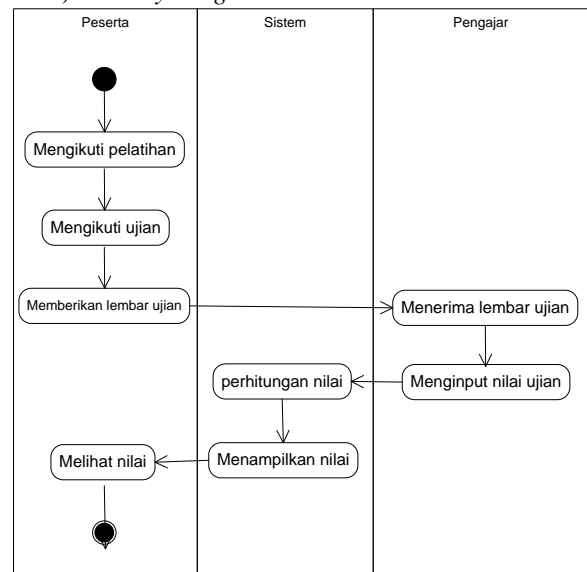 Peserta
Sistem
Pengajar
Mengikuti pelatihan
Mengikuti ujian
Memberikan lembar ujian
Menerima lembar ujian
Menginput nilai ujian
perhitungan nilai
Menampilkan nilai
Melihat nilai